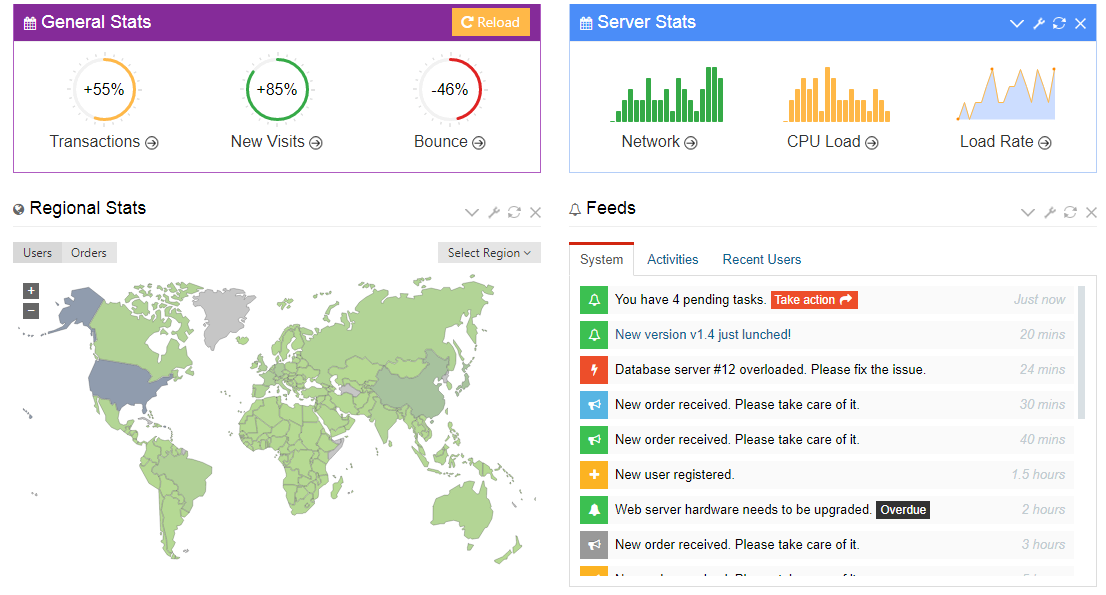 General Stats
Reload
+55%
+85%
-46%
Transactions
New Visits
Bounce
Server Stats
Network
CPU Load
Load Rate
Regional Stats
Users
Orders
Select Region
+
−
Feeds
System
Activities
Recent Users
You have 4 pending tasks. Take action Just now
New version v1.4 just lunched! 20 mins
Database server #12 overloaded. Please fix the issue. 24 mins
New order received. Please take care of it. 30 mins
New order received. Please take care of it. 40 mins
New user registered. 1.5 hours
Web server hardware needs to be upgraded. Overdue 2 hours
New order received. Please take care of it. 3 hours